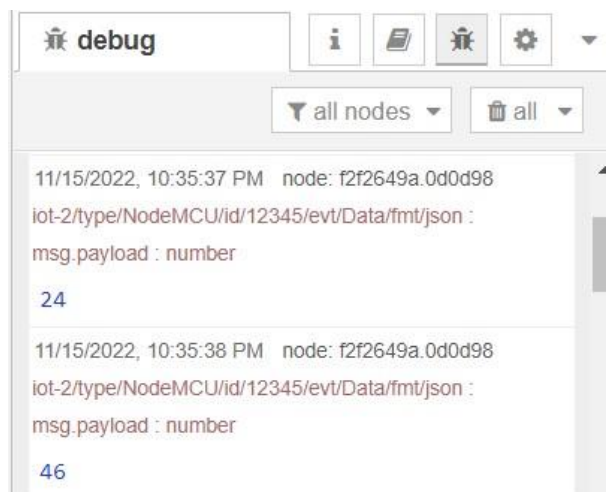 debug
i
all nodes
all
11/15/2022, 10:35:37 PM node: f2f2649a.0d0d98
iot-2/type/NodeMCU/id/12345/evt/Data/fmt/json :
msg.payload : number
24
11/15/2022, 10:35:38 PM node: f2f2649a.0d0d98
iot-2/type/NodeMCU/id/12345/evt/Data/fmt/json :
msg.payload : number
46